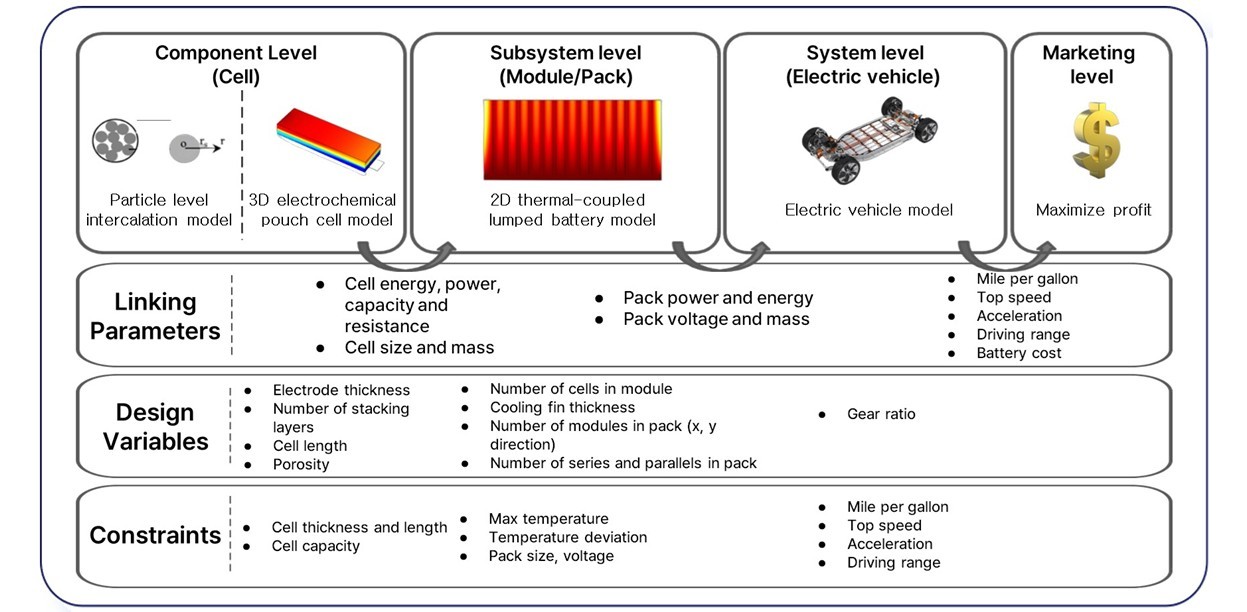 Component Level
(Cell)
Subsystem level
(Module/Pack)
System level
(Electric vehicle)
Marketing
level
r
Particle level
intercalation model
3D electrochemical
pouch cell model
2D thermal-coupled
lumped battery model
Electric vehicle model
Maximize profit
Linking
Parameters
● Cell energy, power,
capacity and
resistance
● Cell size and mass
● Pack power and energy
● Pack voltage and mass
● Mile per gallon
● Top speed
● Acceleration
● Driving range
● Battery cost
Design
Variables
● Electrode thickness
● Number of stacking
layers
● Cell length
● Porosity
● Number of cells in module
● Cooling fin thickness
● Number of modules in pack (x, y
direction)
● Number of series and parallels in pack
● Gear ratio
Constraints
● Cell thickness and length
● Cell capacity
● Max temperature
● Temperature deviation
● Pack size, voltage
● Mile per gallon
● Top speed
● Acceleration
● Driving range